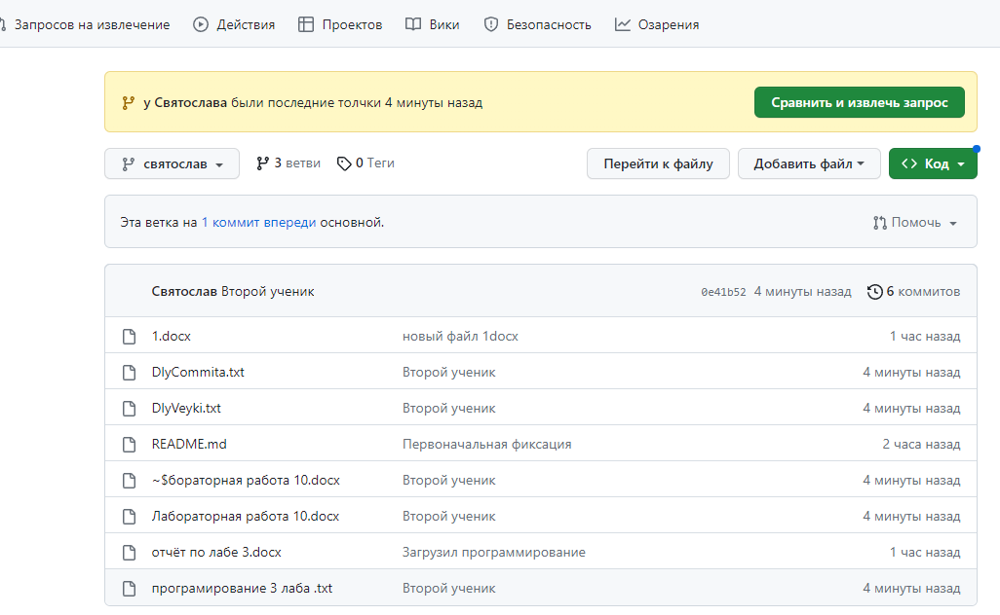 Запросов на извлечение Действия Проектов Вики Безопасность Озарения
у Святослава были последние толчки 4 минуты назад Сравнить и извлечь запрос
святослав 3 ветви 0 Теги Перейти к файлу Добавить файл Код
Эта ветка на 1 коммит впереди основной. Помочь
Святослав Второй ученик 0e41b52 4 минуты назад 6 коммитов
1.docx новый файл 1docx 1 час назад
DlyCommita.txt Второй ученик 4 минуты назад
DlyVeyki.txt Второй ученик 4 минуты назад
README.md Первоначальная фиксация 2 часа назад
~$бораторная работа 10.docx Второй ученик 4 минуты назад
Лабораторная работа 10.docx Второй ученик 4 минуты назад
отчёт по лабе 3.docx Загрузил программирование 1 час назад
програмирование 3 лаба .txt Второй ученик 4 минуты назад